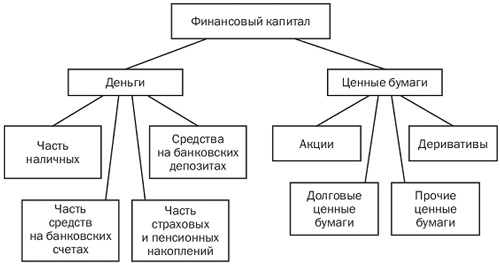 Финансовый капитал
Деньги
Ценные бумаги
Часть
наличных
Средства
на банковских
депозитах
Акции
Деривативы
Часть
средств
на банковских
счетах
Часть
страховых
и пенсионных
накоплений
Долговые
ценные
бумаги
Прочие
ценные
бумаги